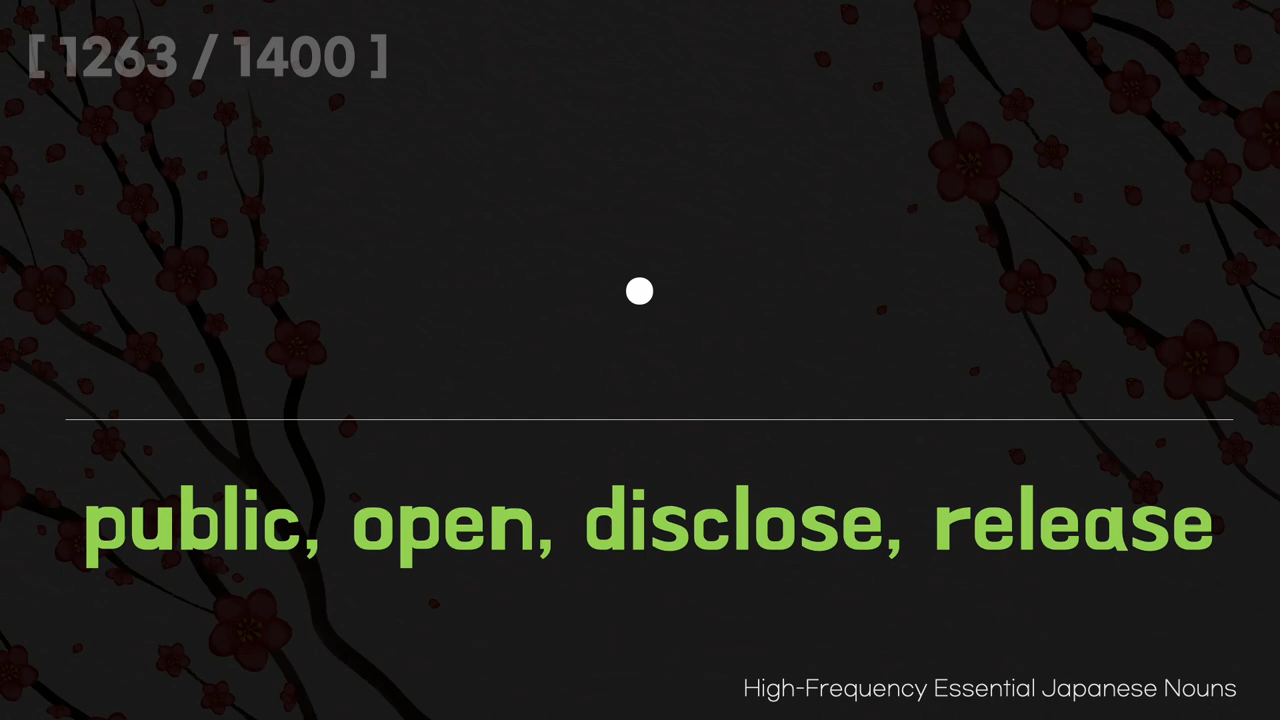 [ 1263 / 1400 ]
public, open, disclose, release
High-Frequency Essential Japanese Nouns